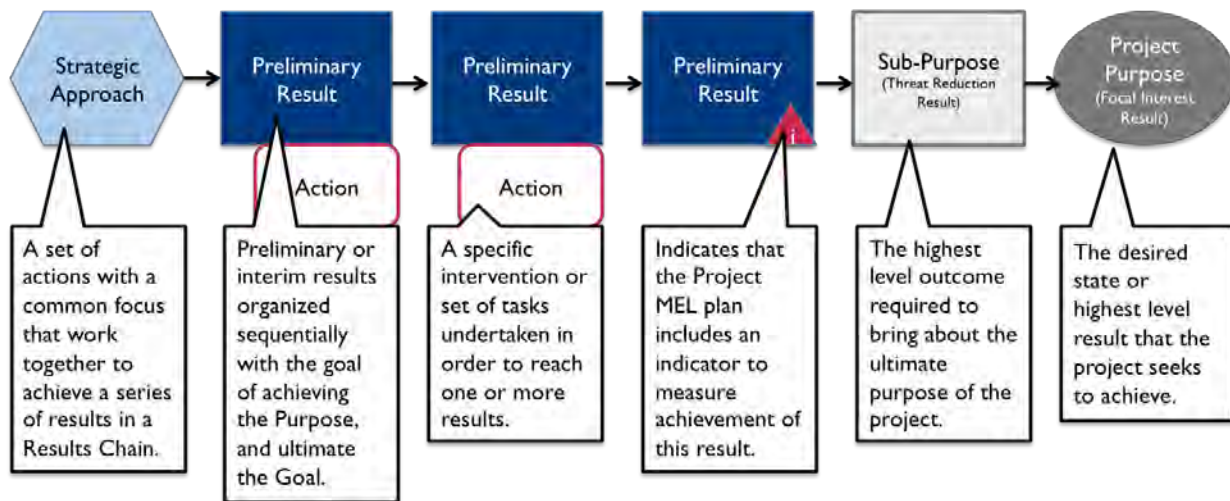 Strategic
Approach
Preliminary
Result
Preliminary
Result
Preliminary
Result
i
Sub-Purpose
(Threat Reduction
Result)
Project
Purpose
(Focal Interest
Result)
Action
Action
A set of
actions with a
common focus
that work
together to
achieve a series
of results in a
Results Chain.
Preliminary or
interim results
organized
sequentially
with the goal
of achieving
the Purpose,
and ultimate
the Goal.
A specific
intervention or
set of tasks
undertaken in
order to reach
one or more
results.
Indicates that
the Project
MEL plan
includes an
indicator to
measure
achievement of
this result.
The highest
level outcome
required to
bring about the
ultimate
purpose of the
project.
The desired
state or
highest level
result that the
project seeks
to achieve.